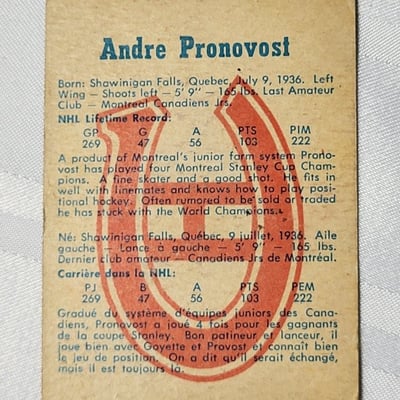 Andre Pronovost
Born: Shawinigan Falls, Quebec, July 9, 1936. Left
Wing — Shoots left — 5' 9" — 165 lbs. Last Amateur
Club — Montreal Canadiens Jrs.
NHL Lifetime Record:
GP G A PTS PIM
269 47 56 103 222
A product of Montreal's junior farm system Prono-
vost has played four Montreal Stanley Cup Cham-
pions. A fine skater and a good shot. He fits in
well with linemates and knows how to play posi-
tional hockey. Often rumored to be sold or traded
he has stuck with the World Champions.
Né: Shawinigan Falls, Québec, 9 juillet, 1936. Aile
gauche — Lance à gauche — 5' 9" — 165 lbs.
Dernier club amateur — Canadiens Jrs de Montréal.
Carrière dans la NHL:
PJ B A PTS PEM
269 47 56 103 222
Gradué du système d'équipes juniors des Cana-
diens, Pronovost a joué 4 fois pour les gagnants
de la coupe Stanley. Bon patineur et lanceur, il
joue bien avec Goyette et Provost et connaît bien
le jeu de position. On a dit qu'il serait échangé,
mais il est toujours là.